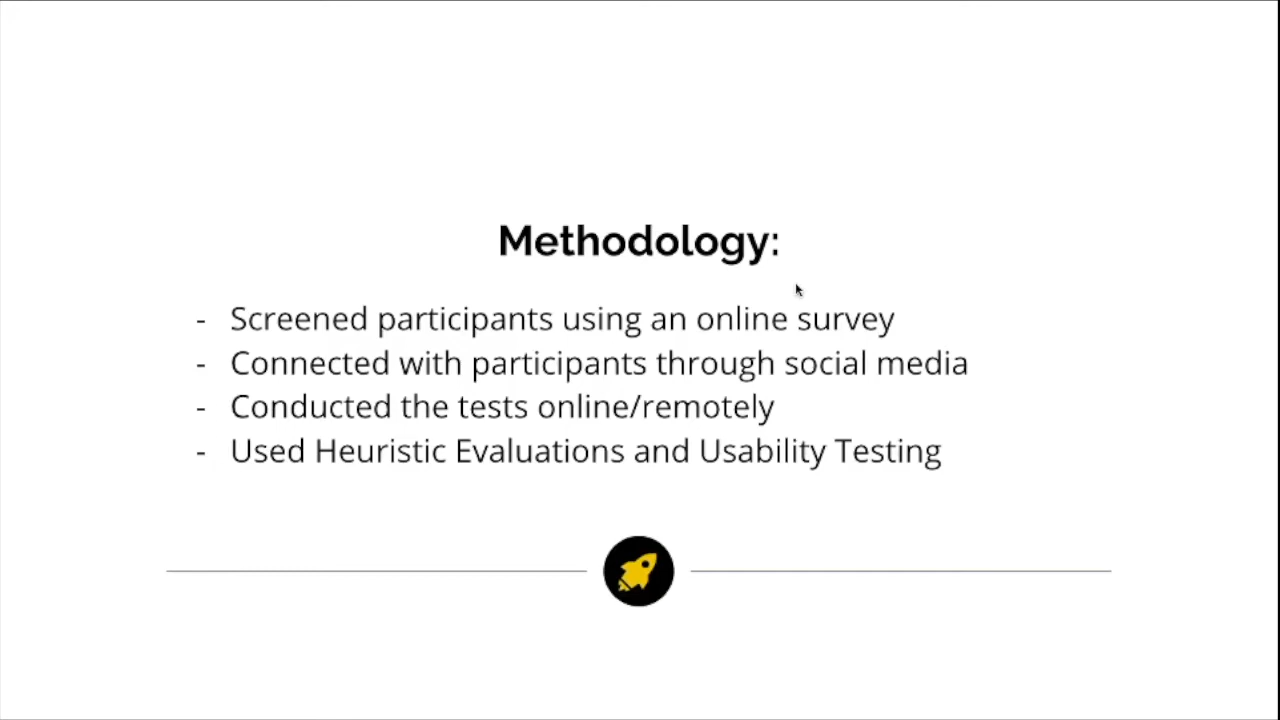 Methodology:
- Screened participants using an online survey
- Connected with participants through social media
- Conducted the tests online/remotely
- Used Heuristic Evaluations and Usability Testing